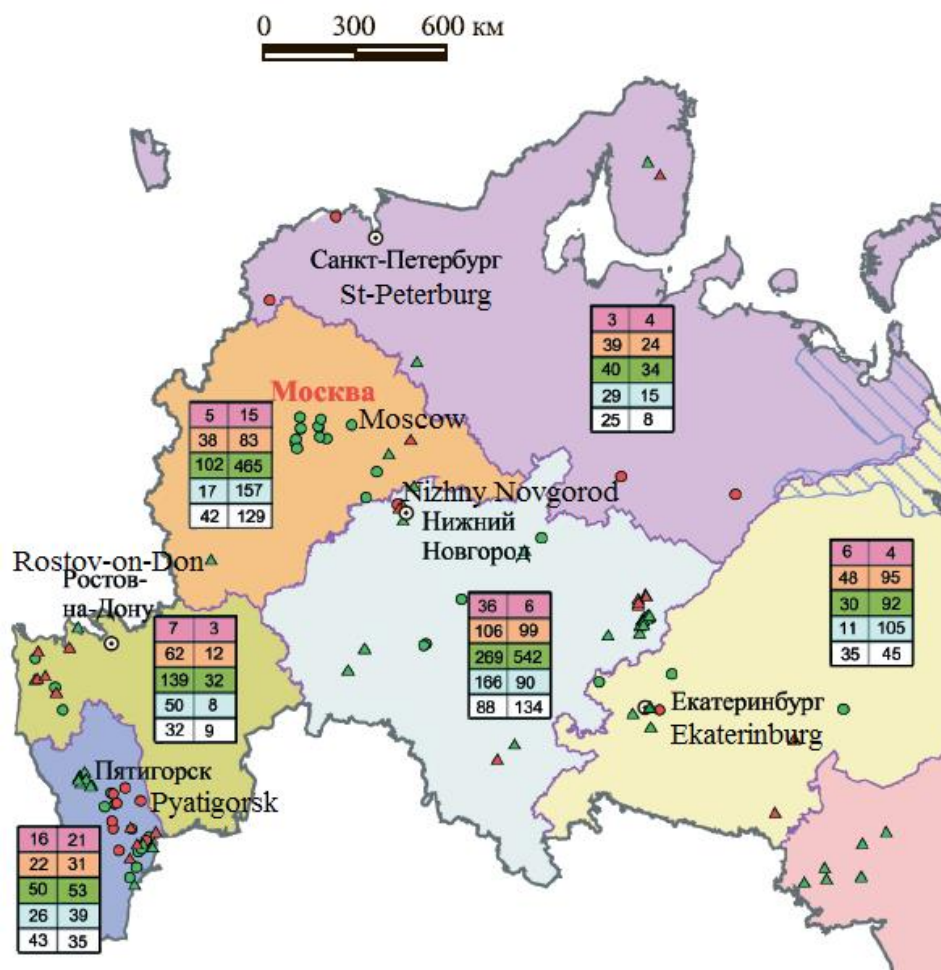 0 300 600 км
Санкт-Петербург
St-Peterburg
3 4
39 24
40 34
29 15
25 8
Москва
Moscow
5 15
38 83
102 465
17 157
42 129
Nizhny Novgorod
Нижний
Новгород
Rostov-on-Don
Ростов-
на-Дону
7 3
62 12
139 32
50 8
32 9
36 6
106 99
269 542
166 90
88 134
6 4
48 95
30 92
11 105
35 45
Екатеринбург
Ekaterinburg
Пятигорск
Pyatigorsk
16 21
22 31
50 53
26 39
43 35